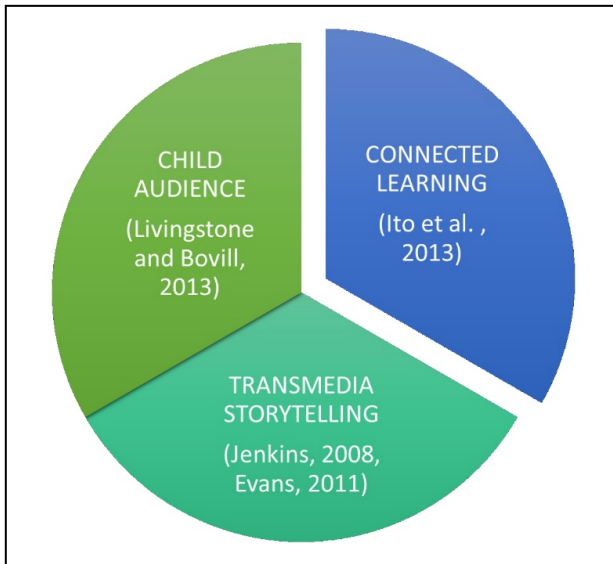 CHILD
AUDIENCE
(Livingstone
and Bovill,
2013)
CONNECTED
LEARNING
(Ito et al. ,
2013)
TRANSMEDIA
STORYTELLING
(Jenkins, 2008,
Evans, 2011)